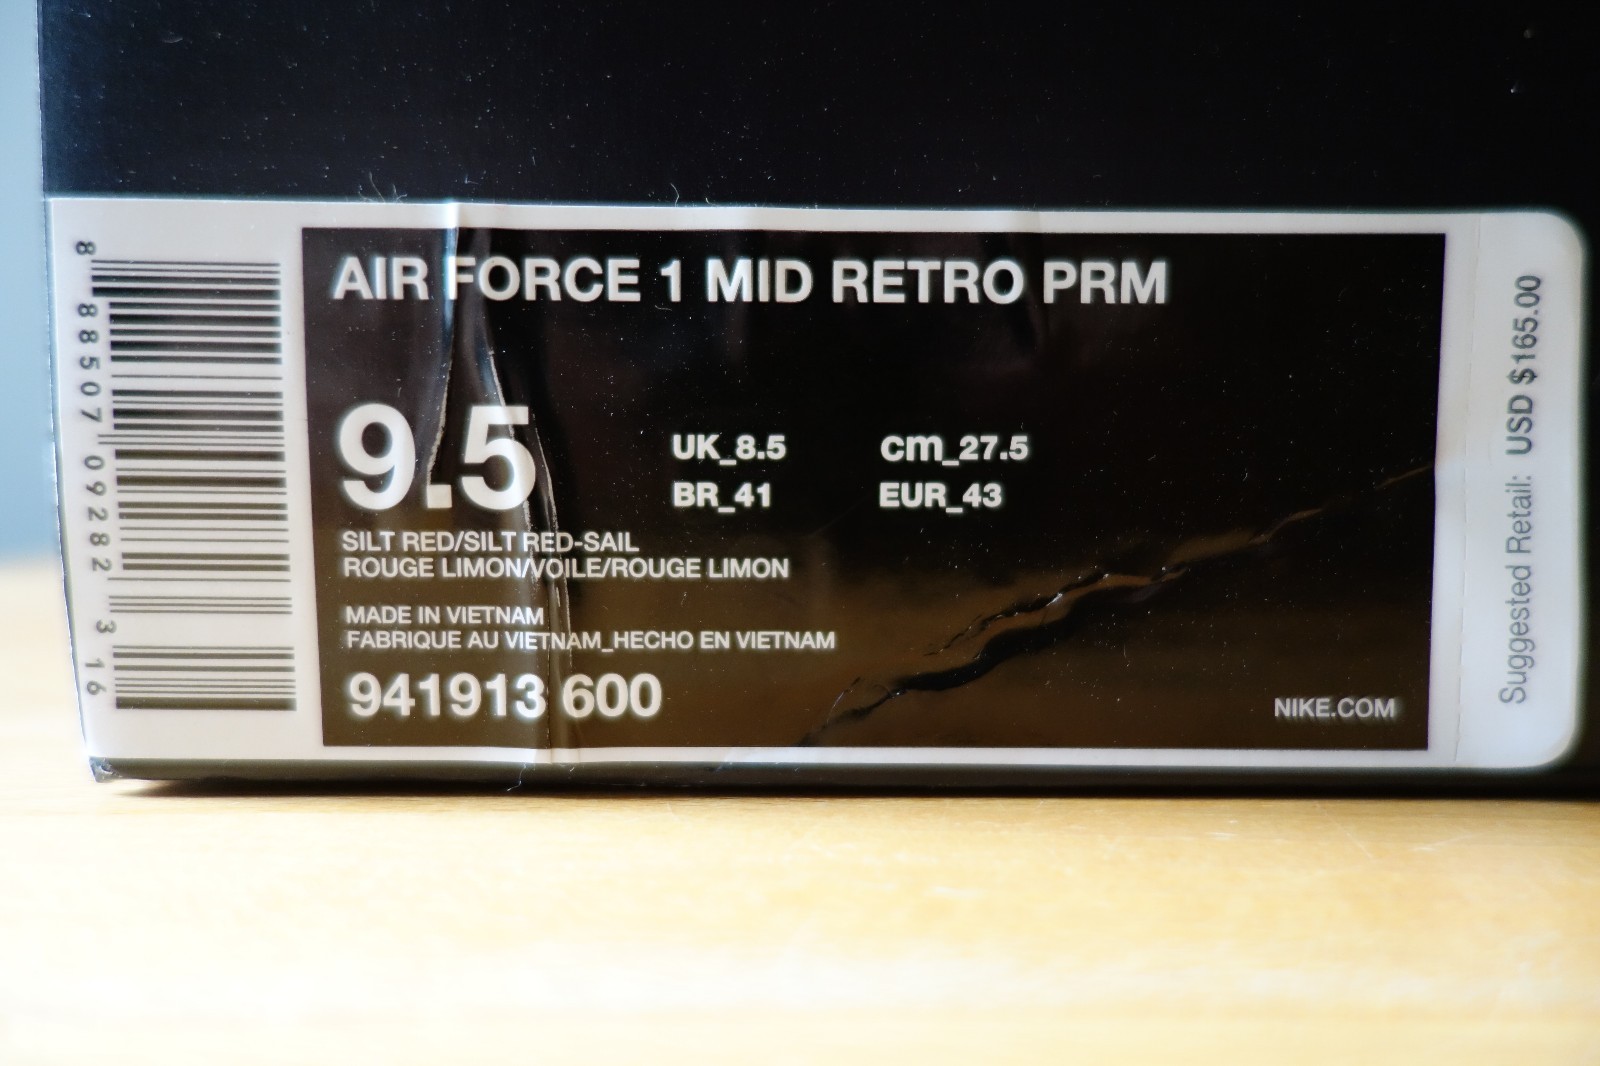 AIR FORCE 1 MID RETRO PRM
9.5
UK_8.5 cm_27.5
BR_41 EUR_43
SILT RED/SILT RED-SAIL
ROUGE LIMON/VOILE/ROUGE LIMON
MADE IN VIETNAM
FABRIQUE AU VIETNAM_HECHO EN VIETNAM
941913 600
NIKE.COM
8 88507 09282 3 16
Suggested Retail: USD $165.00